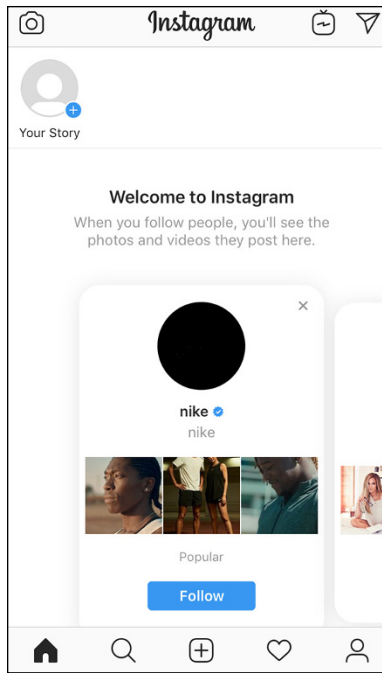 Instagram
Your Story
Welcome to Instagram
When you follow people, you'll see the
photos and videos they post here.
nike
nike
Popular
Follow